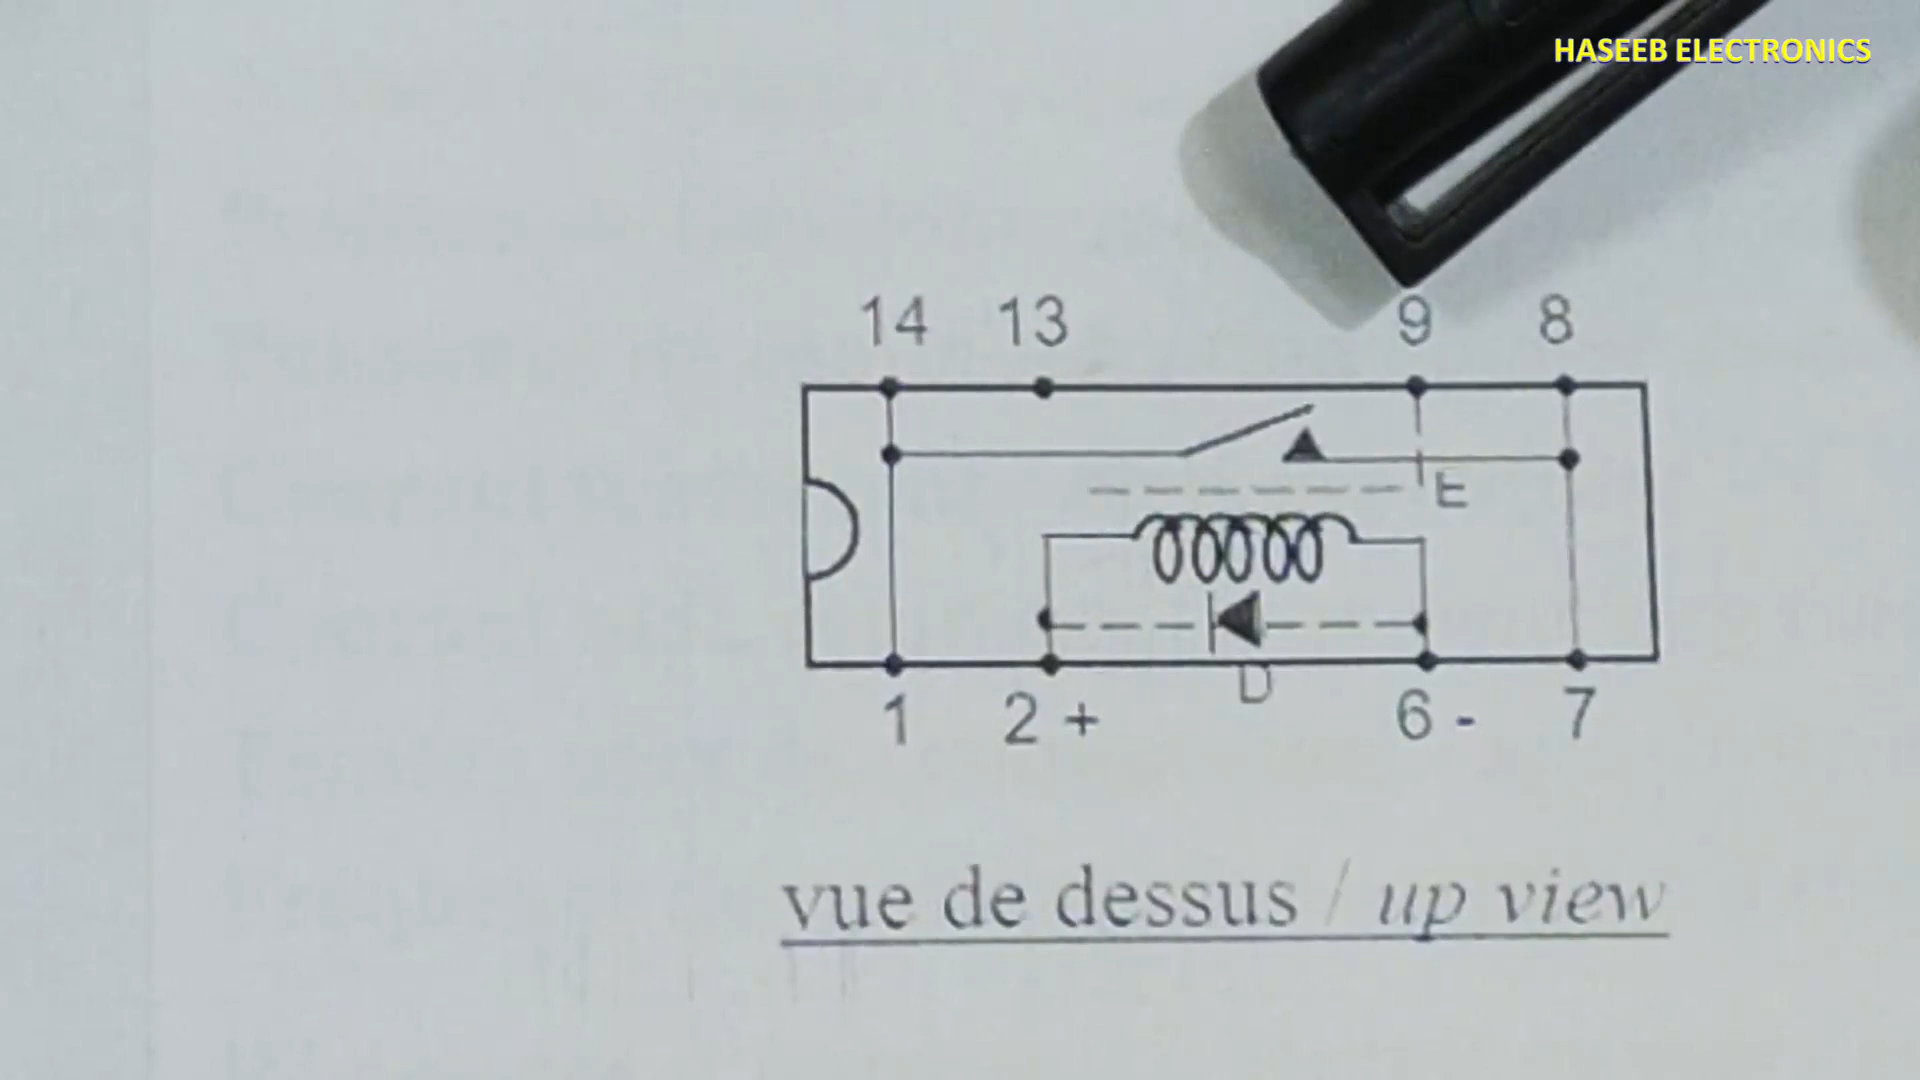 HASEEB ELECTRONICS
14 13 9 8
E
D
1 2 + 6 - 7
vue de dessus / up view